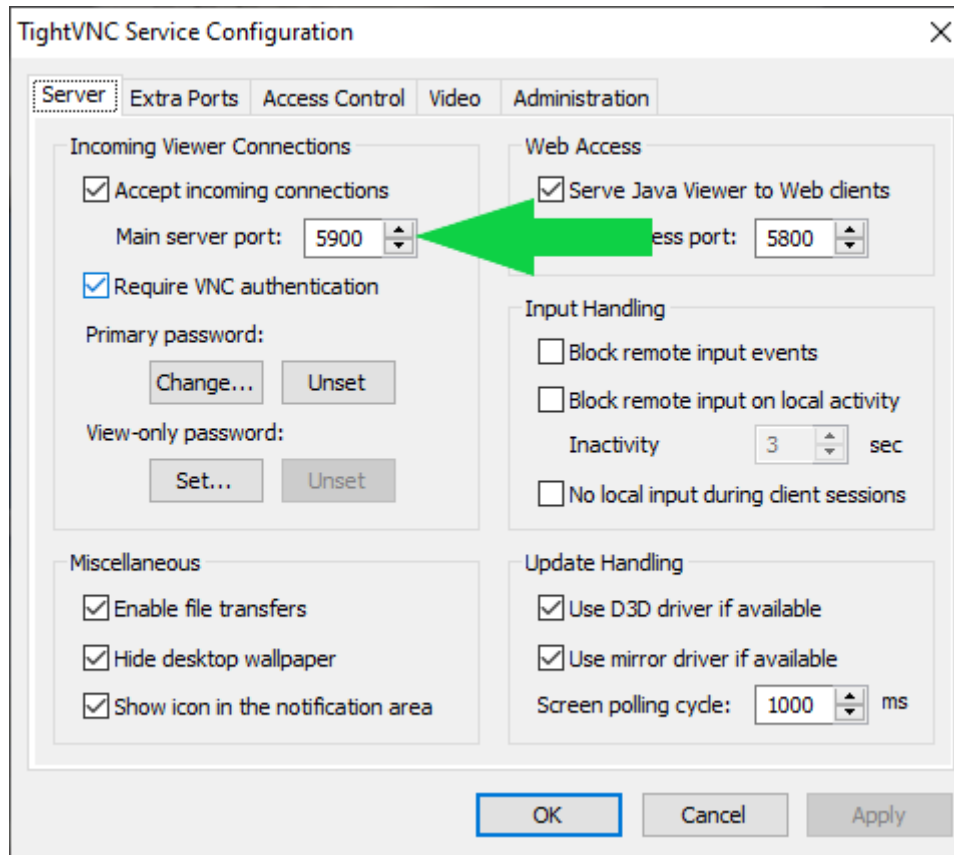 TightVNC Service Configuration
Server Extra Ports Access Control Video Administration
Incoming Viewer Connections
Accept incoming connections
Main server port: 5900
Require VNC authentication
Primary password:
Change... Unset
View-only password:
Set... Unset
Web Access
Serve Java Viewer to Web clients
ess port: 5800
Input Handling
Block remote input events
Block remote input on local activity
Inactivity 3 sec
No local input during client sessions
Miscellaneous
Enable file transfers
Hide desktop wallpaper
Show icon in the notification area
Update Handling
Use D3D driver if available
Use mirror driver if available
Screen polling cycle: 1000 ms
OK Cancel Apply